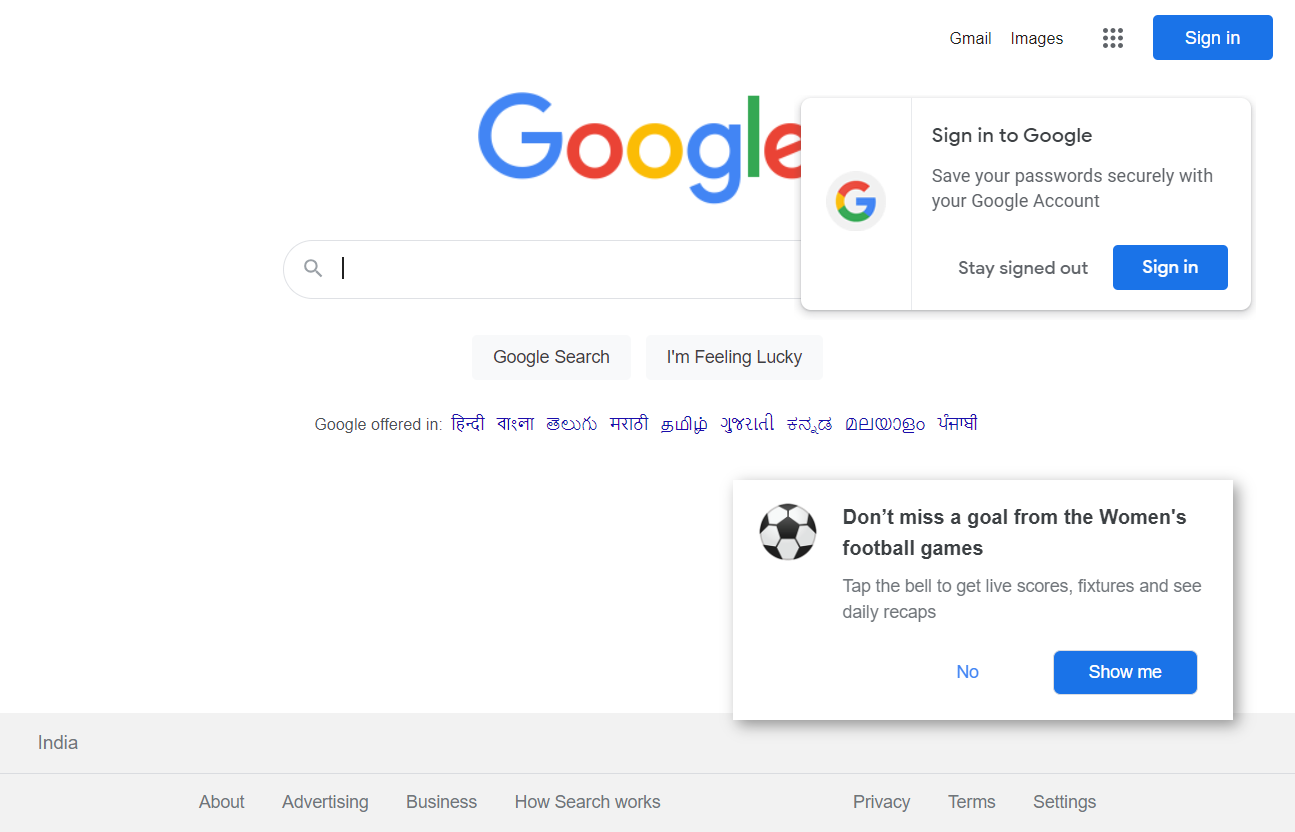 Gmail Images Sign in
Google
Sign in to Google
Save your passwords securely with
your Google Account
Stay signed out Sign in
Google Search I'm Feeling Lucky
Google offered in: हिन्दी বাংলা తెలుగు मराठी தமிழ் ગુજરાતી ಕನ್ನಡ മലയാളം ਪੰਜਾਬੀ
Don’t miss a goal from the Women's
football games
Tap the bell to get live scores, fixtures and see
daily recaps
No Show me
India
About Advertising Business How Search works Privacy Terms Settings